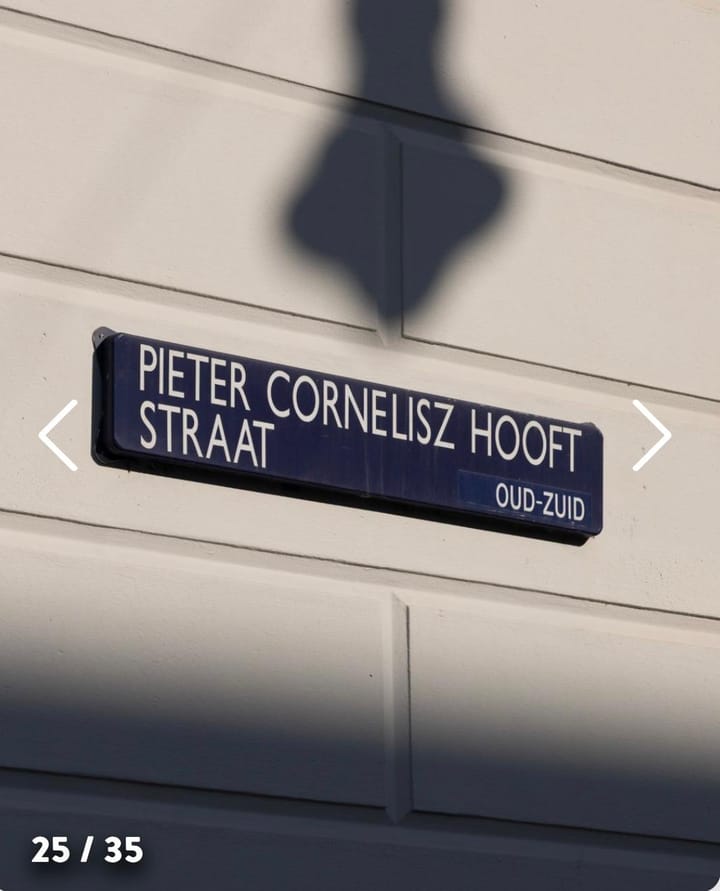 PIETER CORNELISZ HOOFT
STRAAT
OUD-ZUID
25 / 35